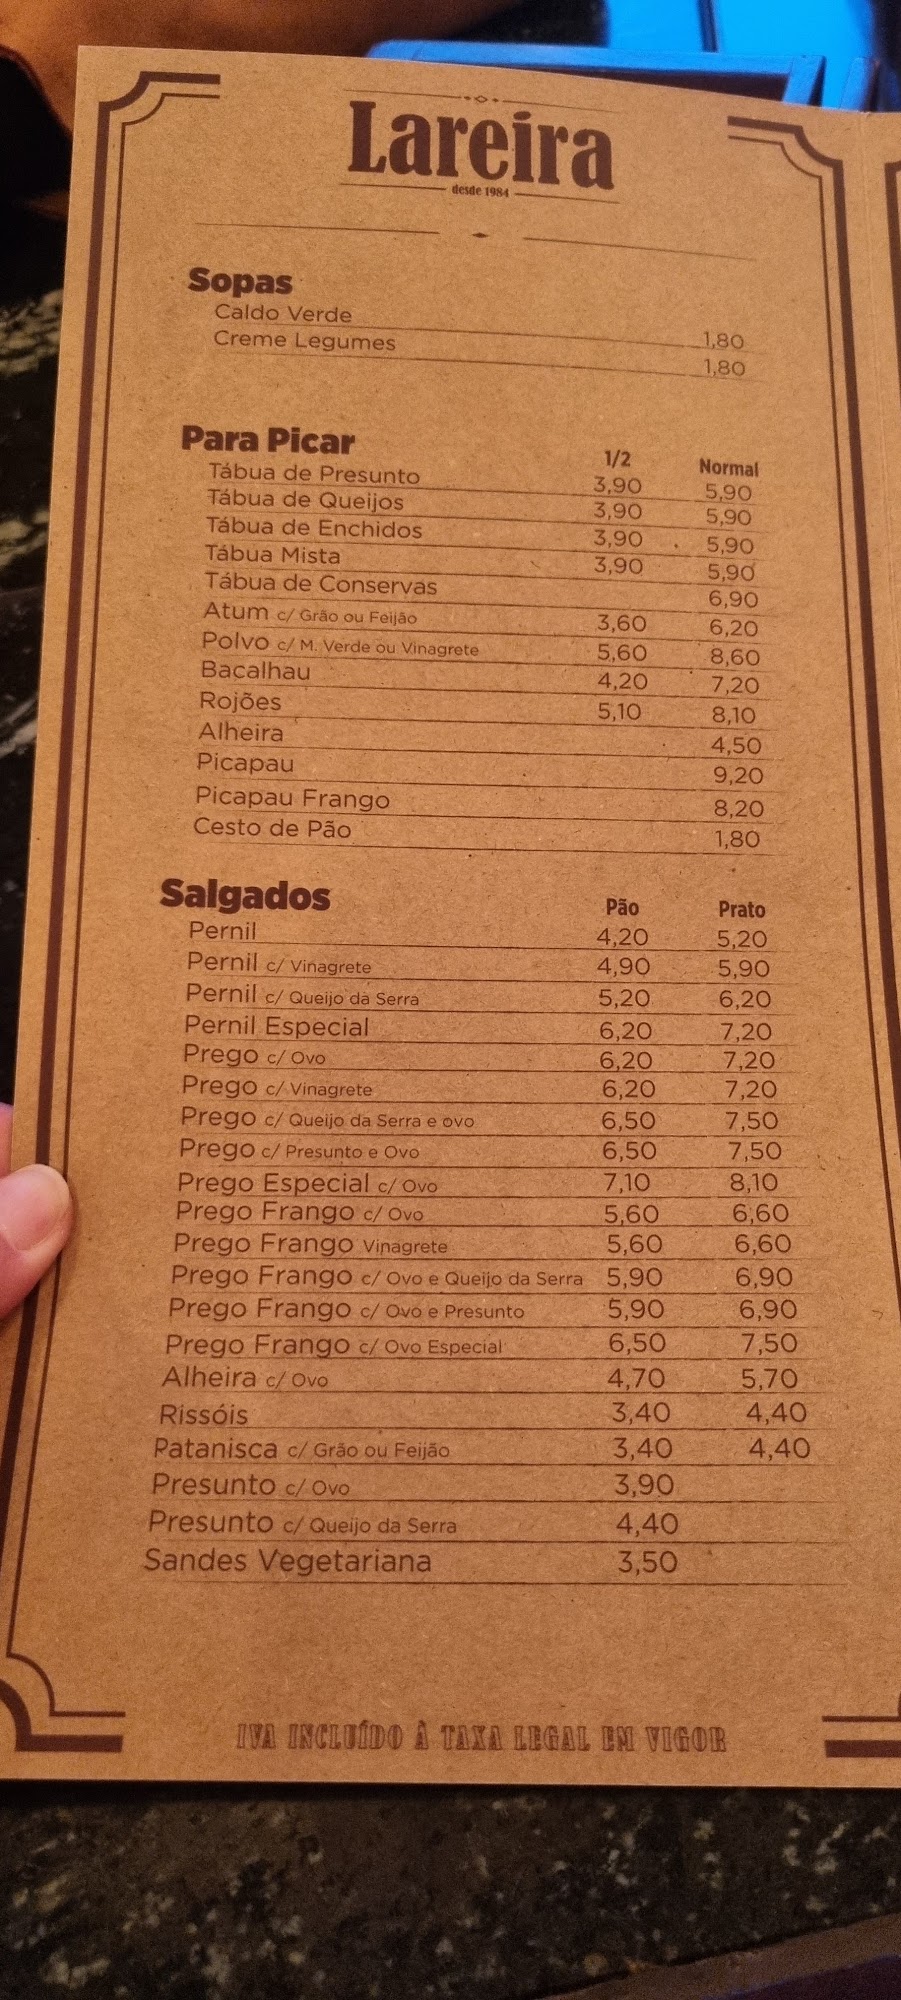 Lareira
desde 1984
Sopas
Caldo Verde 1,80
Creme Legumes 1,80
Para Picar 1/2 Normal
Tábua de Presunto 3,90 5,90
Tábua de Queijos 3,90 5,90
Tábua de Enchidos 3,90 5,90
Tábua Mista 3,90 5,90
Tábua de Conservas 6,90
Atum c/ Grão ou Feijão 3,60 6,20
Polvo c/ M. Verde ou Vinagrete 5,60 8,60
Bacalhau 4,20 7,20
Rojões 5,10 8,10
Alheira 4,50
Picapau 9,20
Picapau Frango 8,20
Cesto de Pão 1,80
Salgados Pão Prato
Pernil 4,20 5,20
Pernil c/ Vinagrete 4,90 5,90
Pernil c/ Queijo da Serra 5,20 6,20
Pernil Especial 6,20 7,20
Prego c/ Ovo 6,20 7,20
Prego c/ Vinagrete 6,20 7,20
Prego c/ Queijo da Serra e ovo 6,50 7,50
Prego c/ Presunto e Ovo 6,50 7,50
Prego Especial c/ Ovo 7,10 8,10
Prego Frango c/ Ovo 5,60 6,60
Prego Frango Vinagrete 5,60 6,60
Prego Frango c/ Ovo e Queijo da Serra 5,90 6,90
Prego Frango c/ Ovo e Presunto 5,90 6,90
Prego Frango c/ Ovo Especial 6,50 7,50
Alheira c/ Ovo 4,70 5,70
Rissóis 3,40 4,40
Patanisca c/ Grão ou Feijão 3,40 4,40
Presunto c/ Ovo 3,90
Presunto c/ Queijo da Serra 4,40
Sandes Vegetariana 3,50
IVA INCLUÍDO À TAXA LEGAL EM VIGOR